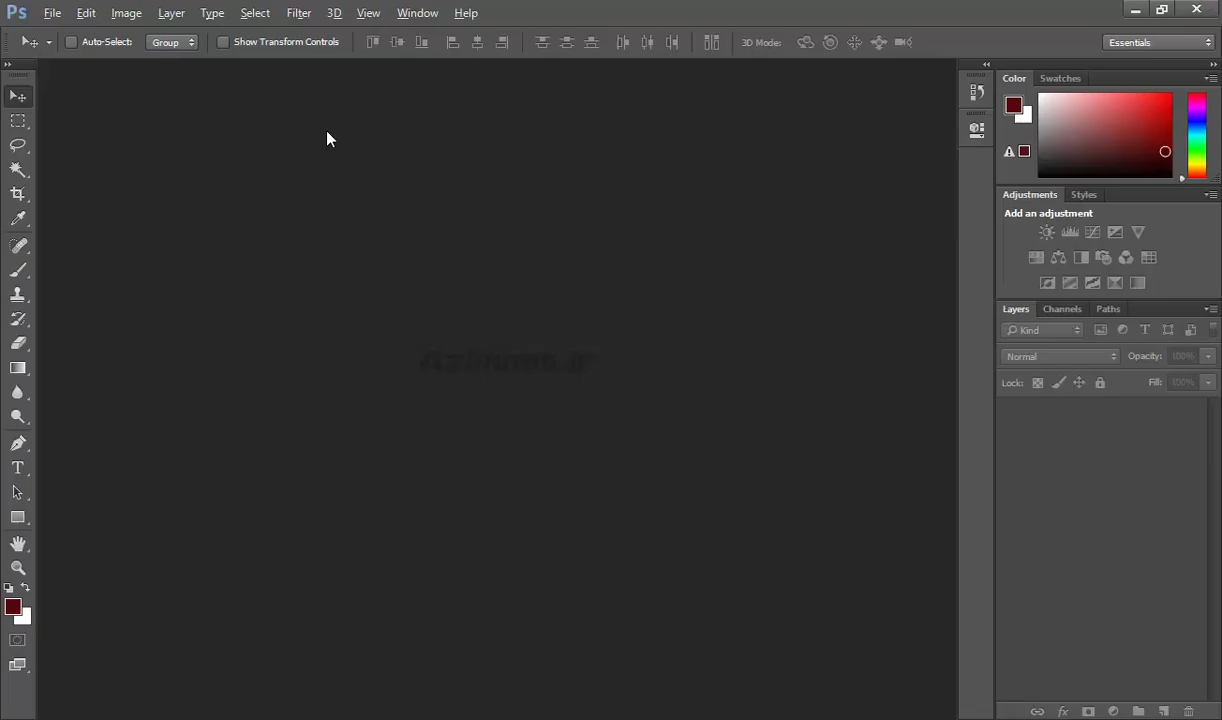 Ps File Edit Image Layer Type Select Filter 3D View Window Help
Auto-Select: Group Show Transform Controls 3D Mode: Essentials
Color Swatches
Adjustments Styles
Add an adjustment
Layers Channels Paths
Kind
Normal Opacity: 100%
Lock: Fill: 100%